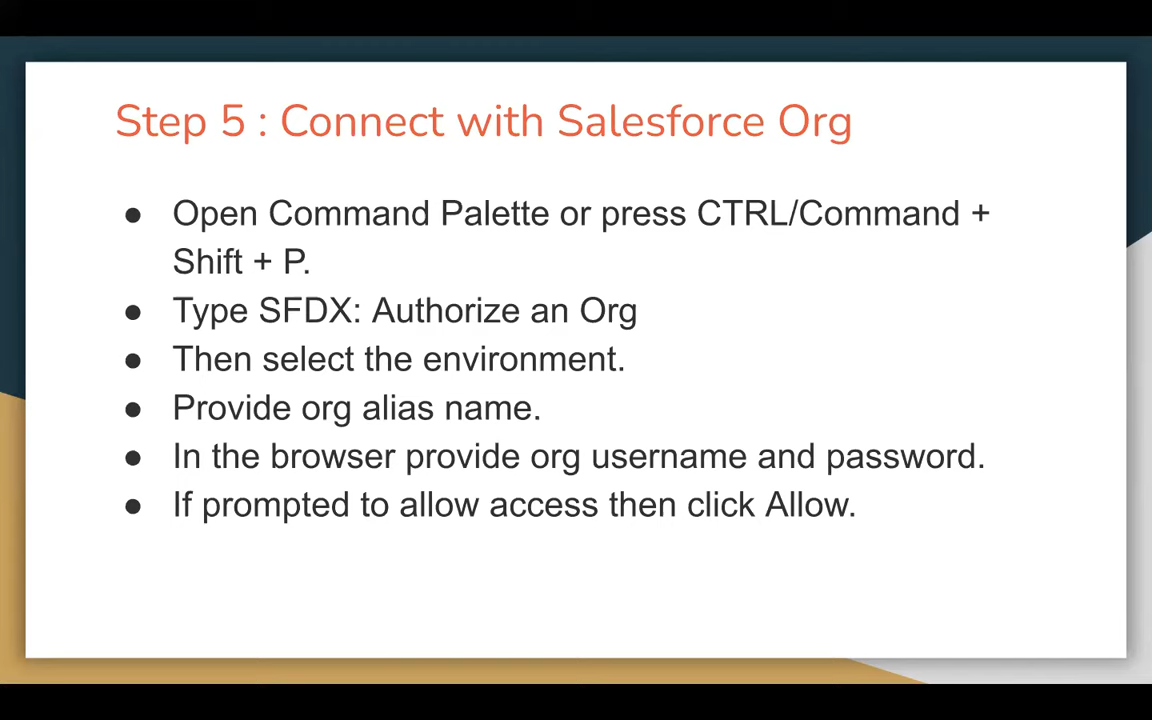 Step 5 : Connect with Salesforce Org
● Open Command Palette or press CTRL/Command +
Shift + P.
● Type SFDX: Authorize an Org
● Then select the environment.
● Provide org alias name.
● In the browser provide org username and password.
● If prompted to allow access then click Allow.